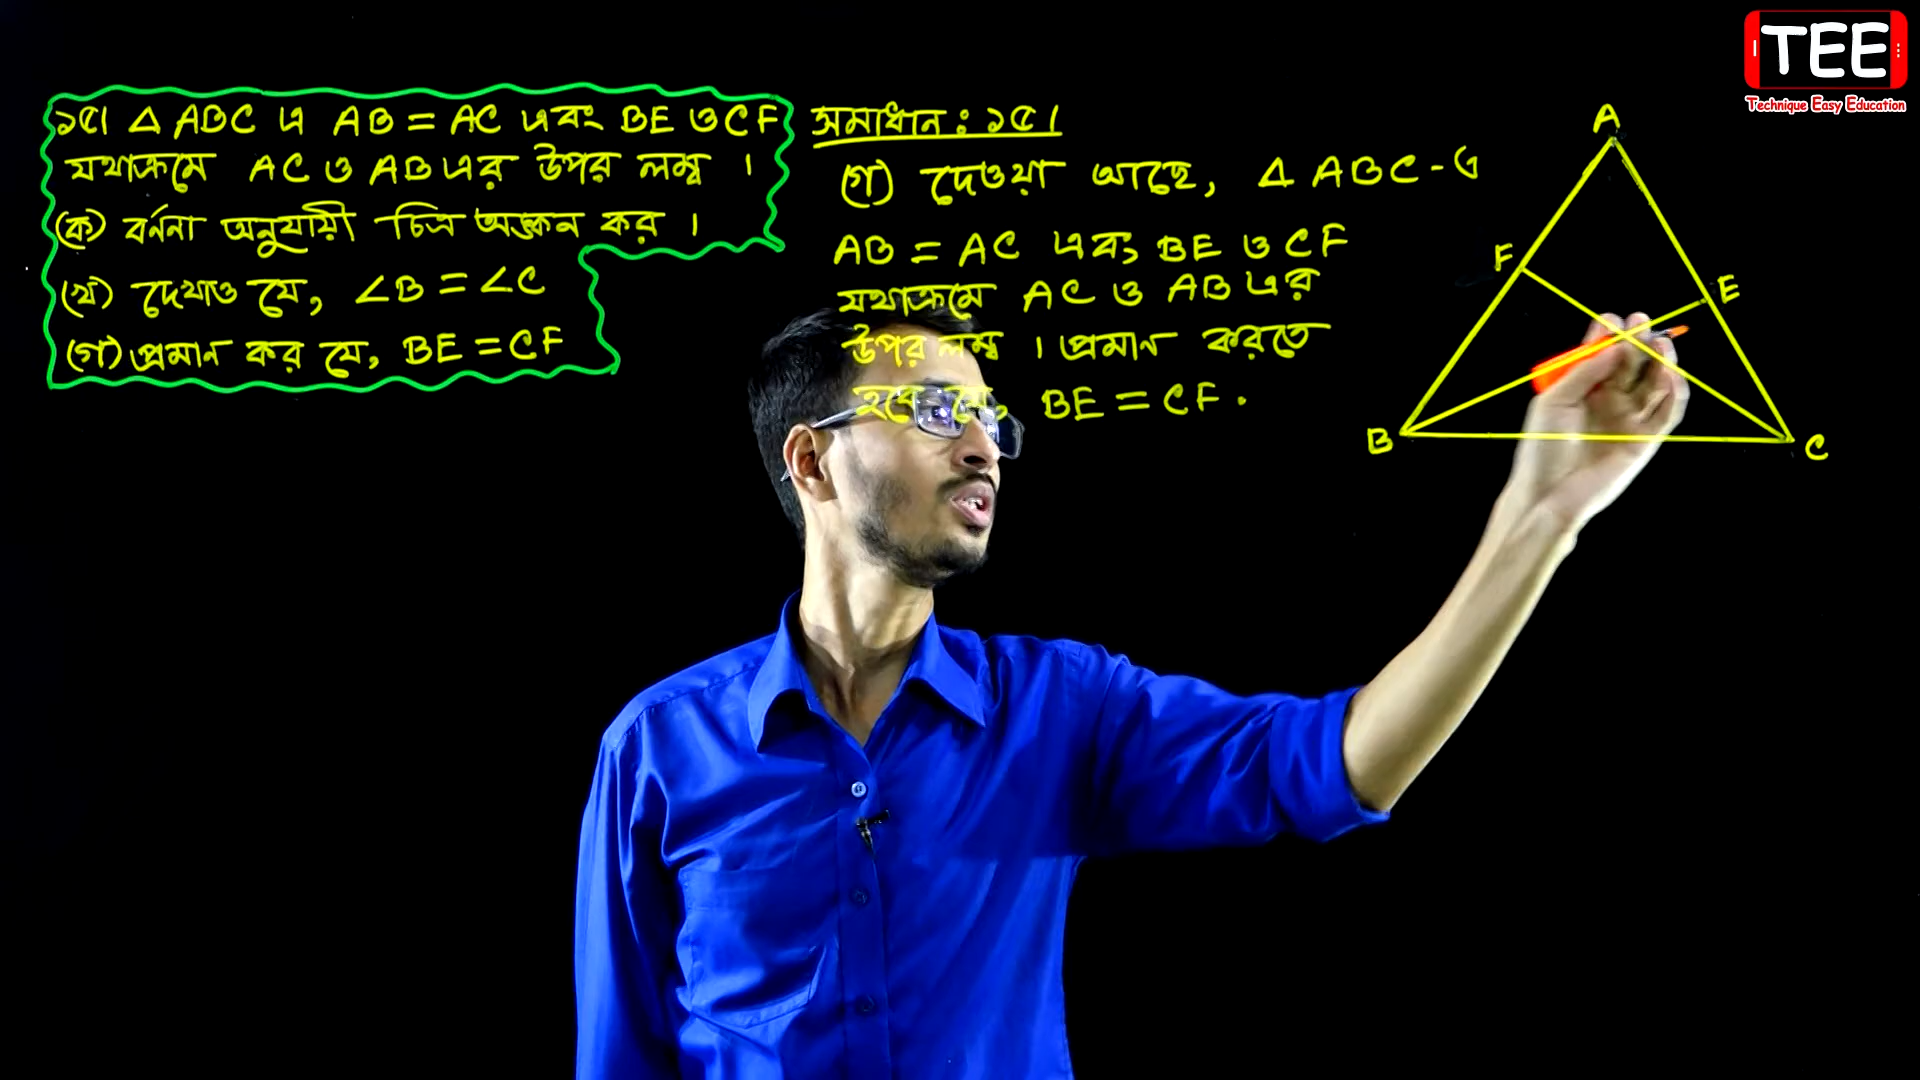 ১৫। △ ABC এ AB = AC এবং BE ও CF
যথাক্রমে AC ও AB এর উপর লম্ব ।
(ক) বর্ননা অনুযায়ী চিত্র অঙ্কন কর ।
(খ) দেখাও যে, ∠B = ∠C
(গ) প্রমান কর যে, BE = CF
সমাধান : ১৫।
(গ) দেওয়া আছে, △ ABC-এ
AB = AC এবং BE ও CF
যথাক্রমে AC ও AB এর
উপর লম্ব । প্রমান করতে
হবে যে, BE = CF .
A
F
E
B
C
TEE
Technique Easy Education